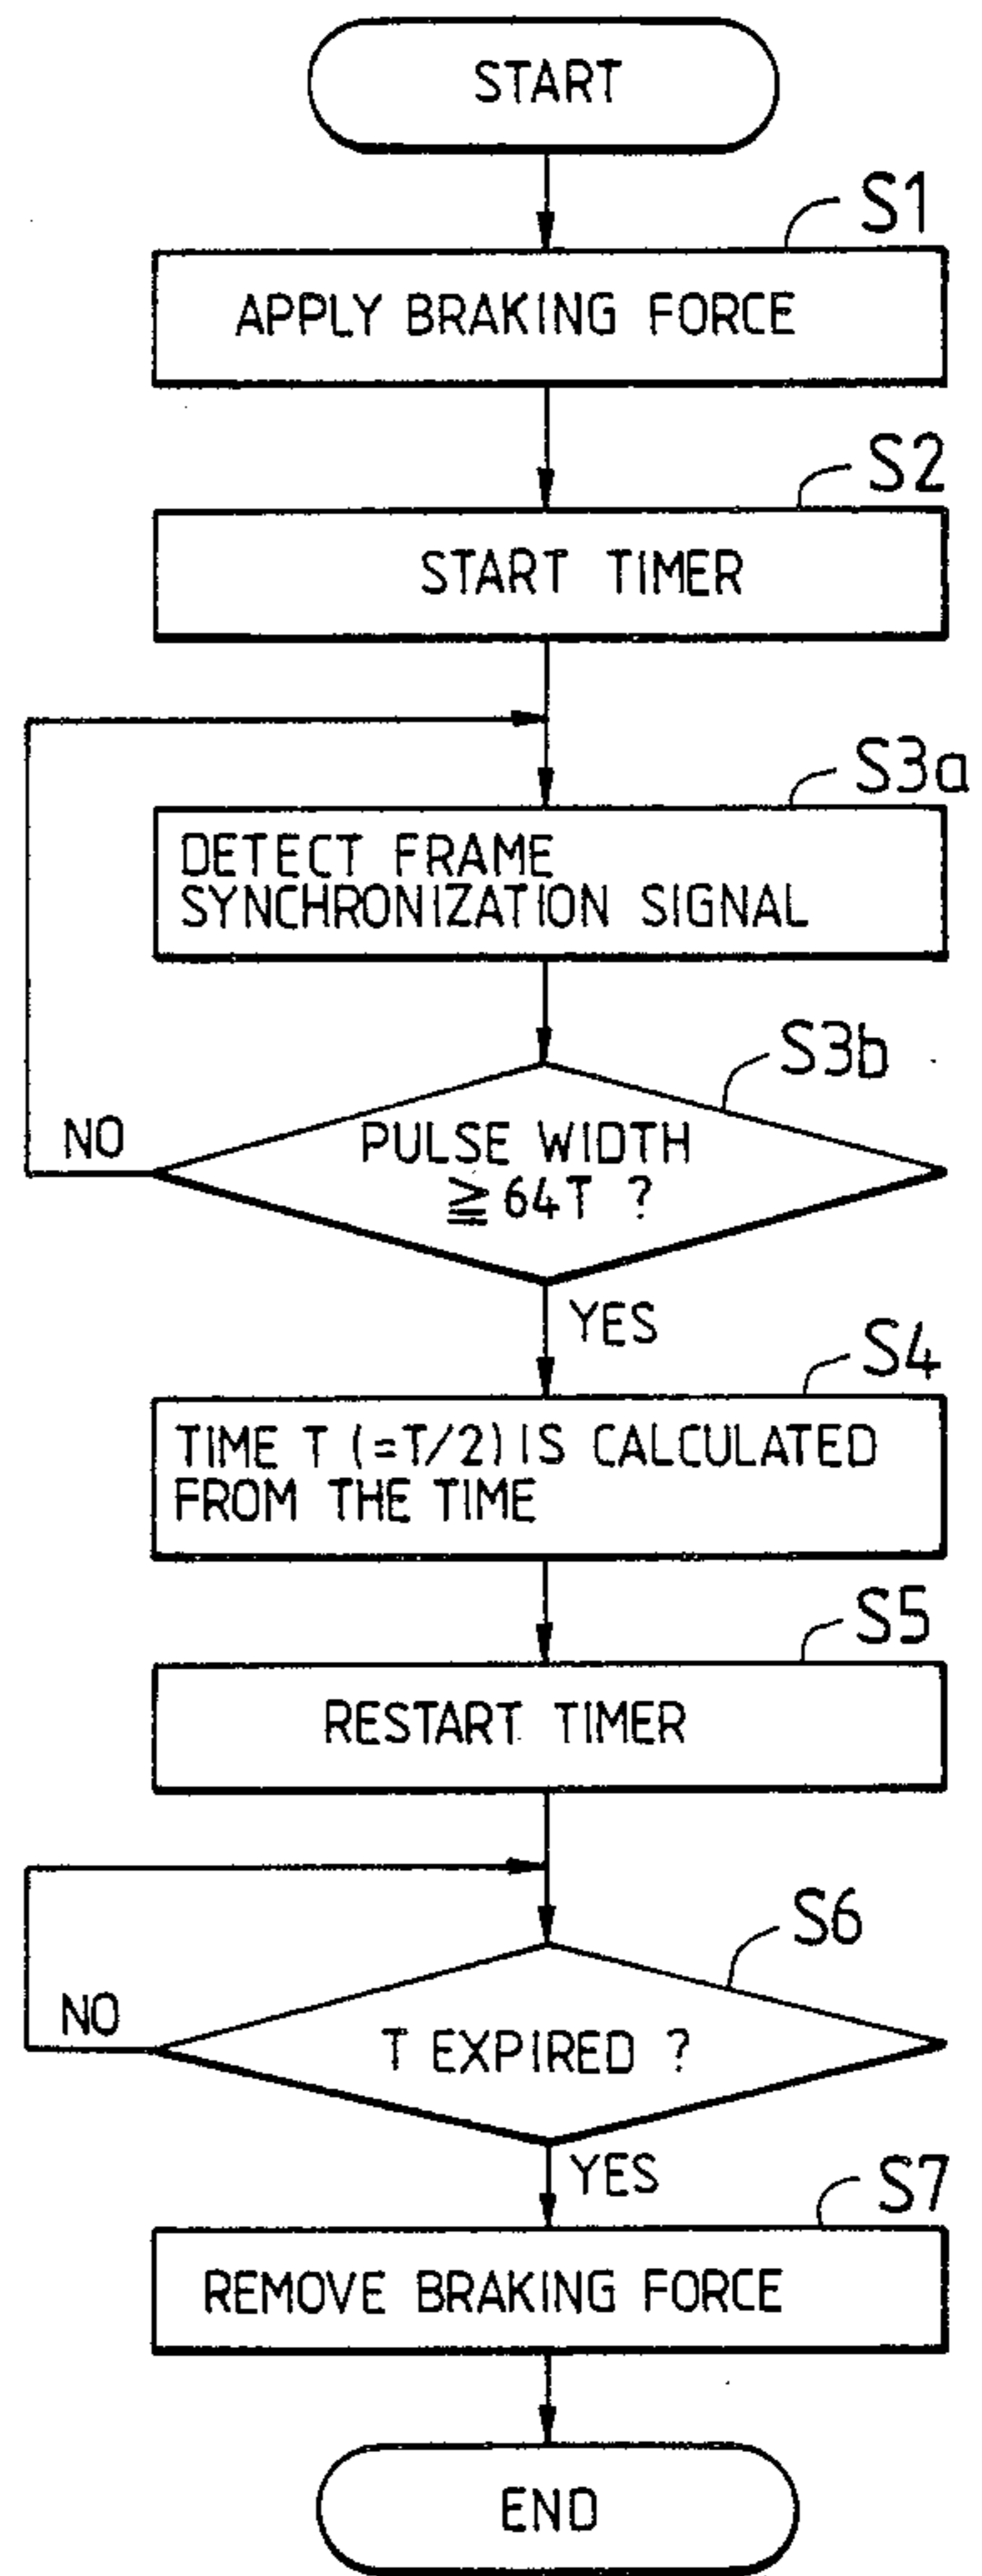 START
S1
APPLY BRAKING FORCE
S2
START TIMER
S3a
DETECT FRAME
SYNCHRONIZATION SIGNAL
S3b
NO
PULSE WIDTH
≧ 64T ?
YES
S4
TIME T (=T/2) IS CALCULATED
FROM THE TIME
S5
RESTART TIMER
S6
NO
T EXPIRED ?
YES
S7
REMOVE BRAKING FORCE
END